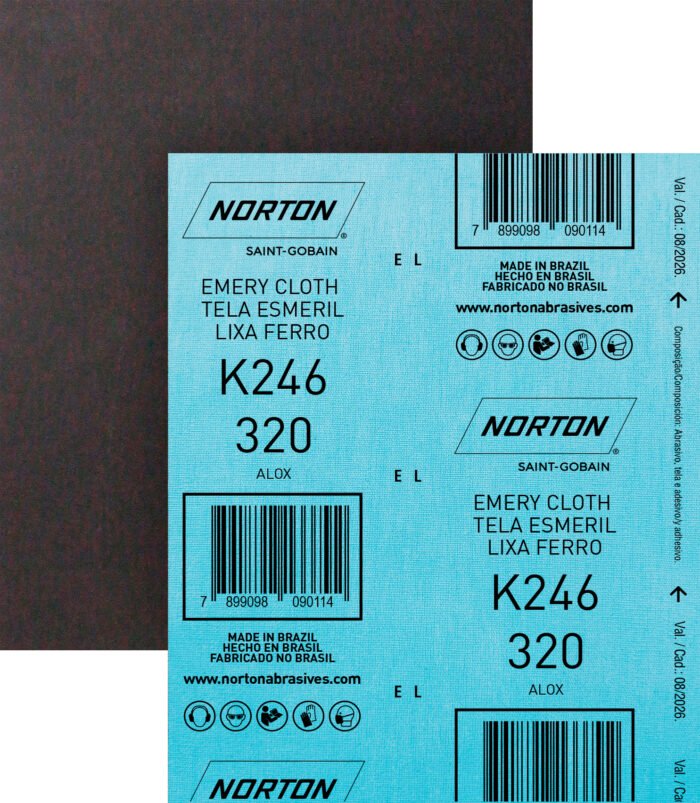 NORTON
®
SAINT-GOBAIN
EMERY CLOTH
TELA ESMERIL
LIXA FERRO
K246
320
ALOX
7 899098 090114
MADE IN BRAZIL
HECHO EN BRASIL
FABRICADO NO BRASIL
www.nortonabrasives.com
NORTON
E L
E L
E L
7 899098 090114
MADE IN BRAZIL
HECHO EN BRASIL
FABRICADO NO BRASIL
www.nortonabrasives.com
NORTON
®
SAINT-GOBAIN
EMERY CLOTH
TELA ESMERIL
LIXA FERRO
K246
320
ALOX
Val. / Cad.: 08/2026.
Composição/Composición: Abrasivo, tela e adesivo/y adhesivo.
Val. / Cad.: 08/2026.
Val. / Ca